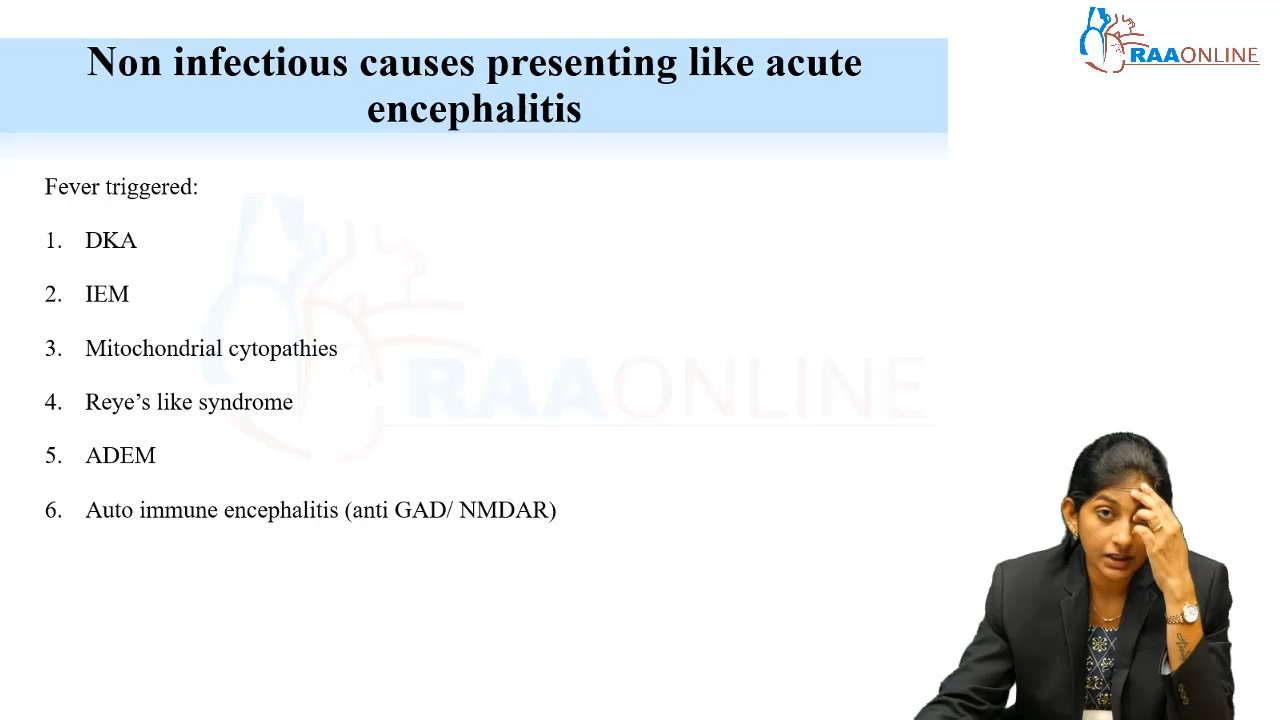 Non infectious causes presenting like acute
encephalitis
RAAONLINE
Fever triggered:
1. DKA
2. IEM
3. Mitochondrial cytopathies
4. Reye’s like syndrome
5. ADEM
6. Auto immune encephalitis (anti GAD/ NMDAR)
RAAONLINE